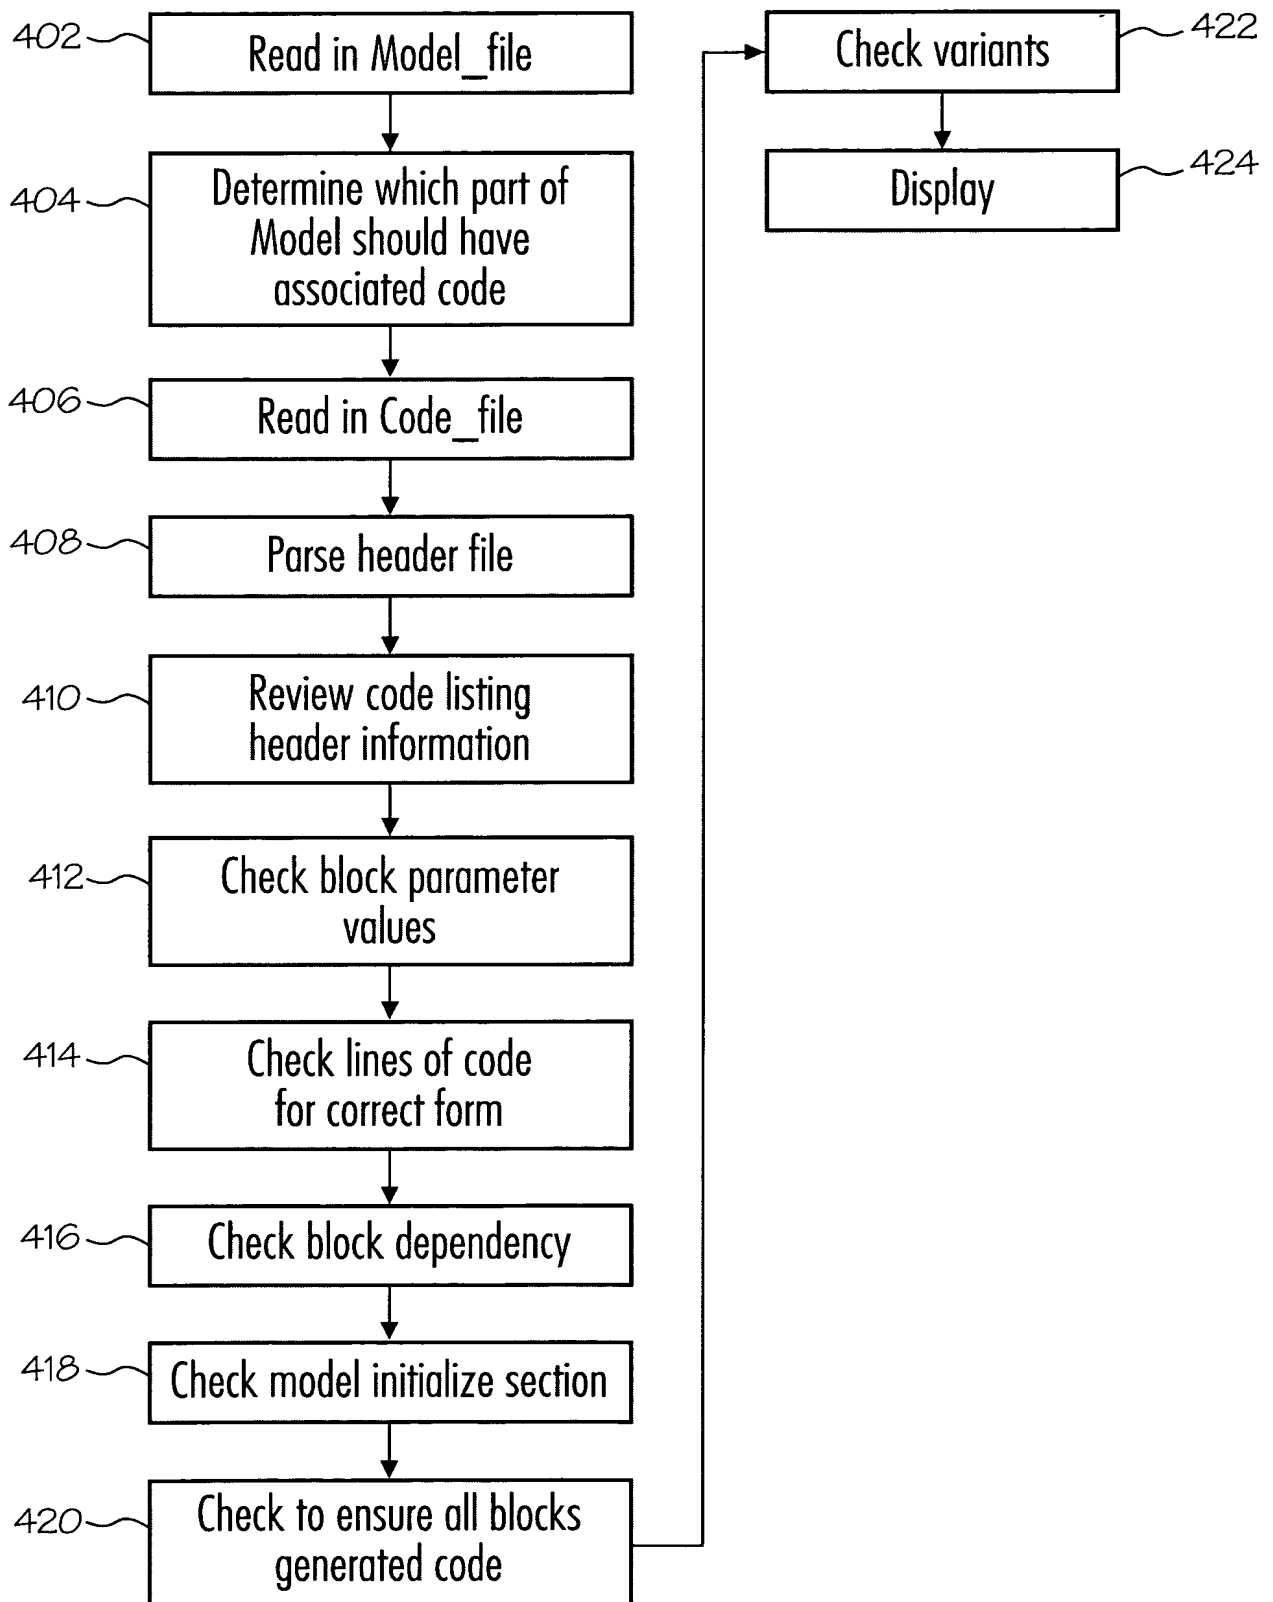 402
Read in Model_file
404
Determine which part of
Model should have
associated code
406
Read in Code_file
408
Parse header file
410
Review code listing
header information
412
Check block parameter
values
414
Check lines of code
for correct form
416
Check block dependency
418
Check model initialize section
420
Check to ensure all blocks
generated code
422
Check variants
424
Display